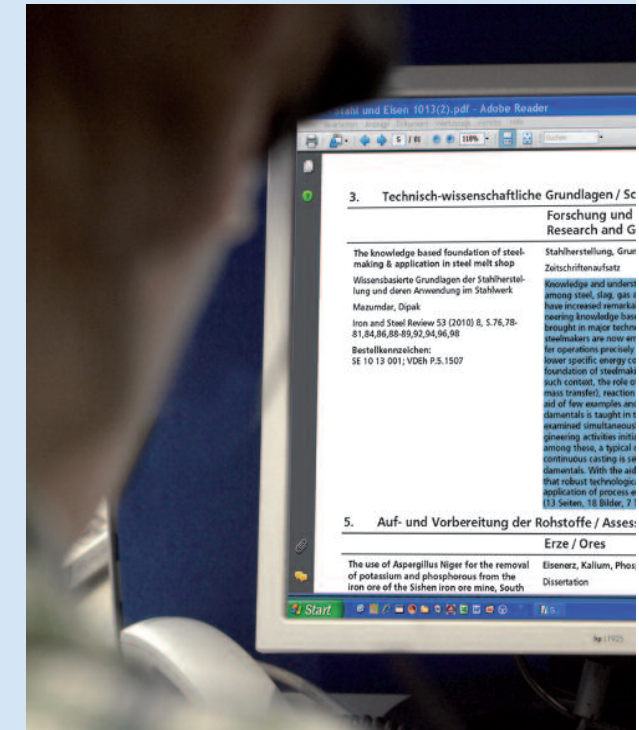 Stahl und Eisen 1013(2).pdf - Adobe Reader
5 / 61 118% Suchen
3. Technisch-wissenschaftliche Grundlagen / Sc
Forschung und
Research and G
The knowledge based foundation of steel-
making & application in steel melt shop
Wissensbasierte Grundlagen der Stahlherstel-
lung und deren Anwendung im Stahlwerk
Mazumdar, Dipak
Iron and Steel Review 53 (2010) 8, S.76,78-
81,84,86,88-89,92,94,96,98
Bestellkennzeichen:
SE 10 13 001; VDEh P.S.1507
Stahlherstellung, Grun
Zeitschriftenaufsatz
Knowledge and underst
among steel, slag, gas a
have increased remarka
neering knowledge base
brought in major techn
steelmakers are now em
fer operations precisely
lower specific energy co
foundation of steelmaki
such context, the role o
mass transfer), reaction
aid of few examples and
damentals is taught in t
examined simultaneous
gineering activities initia
among these, a typical c
continuous casting is se
damentals. With the aid
that robust technologica
application of process e
(13 Seiten, 18 Bilder, 7 T
5. Auf- und Vorbereitung der Rohstoffe / Assess
Erze / Ores
The use of Aspergillus Niger for the removal
of potassium and phosphorous from the
iron ore of the Sishen iron ore mine, South
Eisenerz, Kalium, Phosp
Dissertation
Start
hp L1925